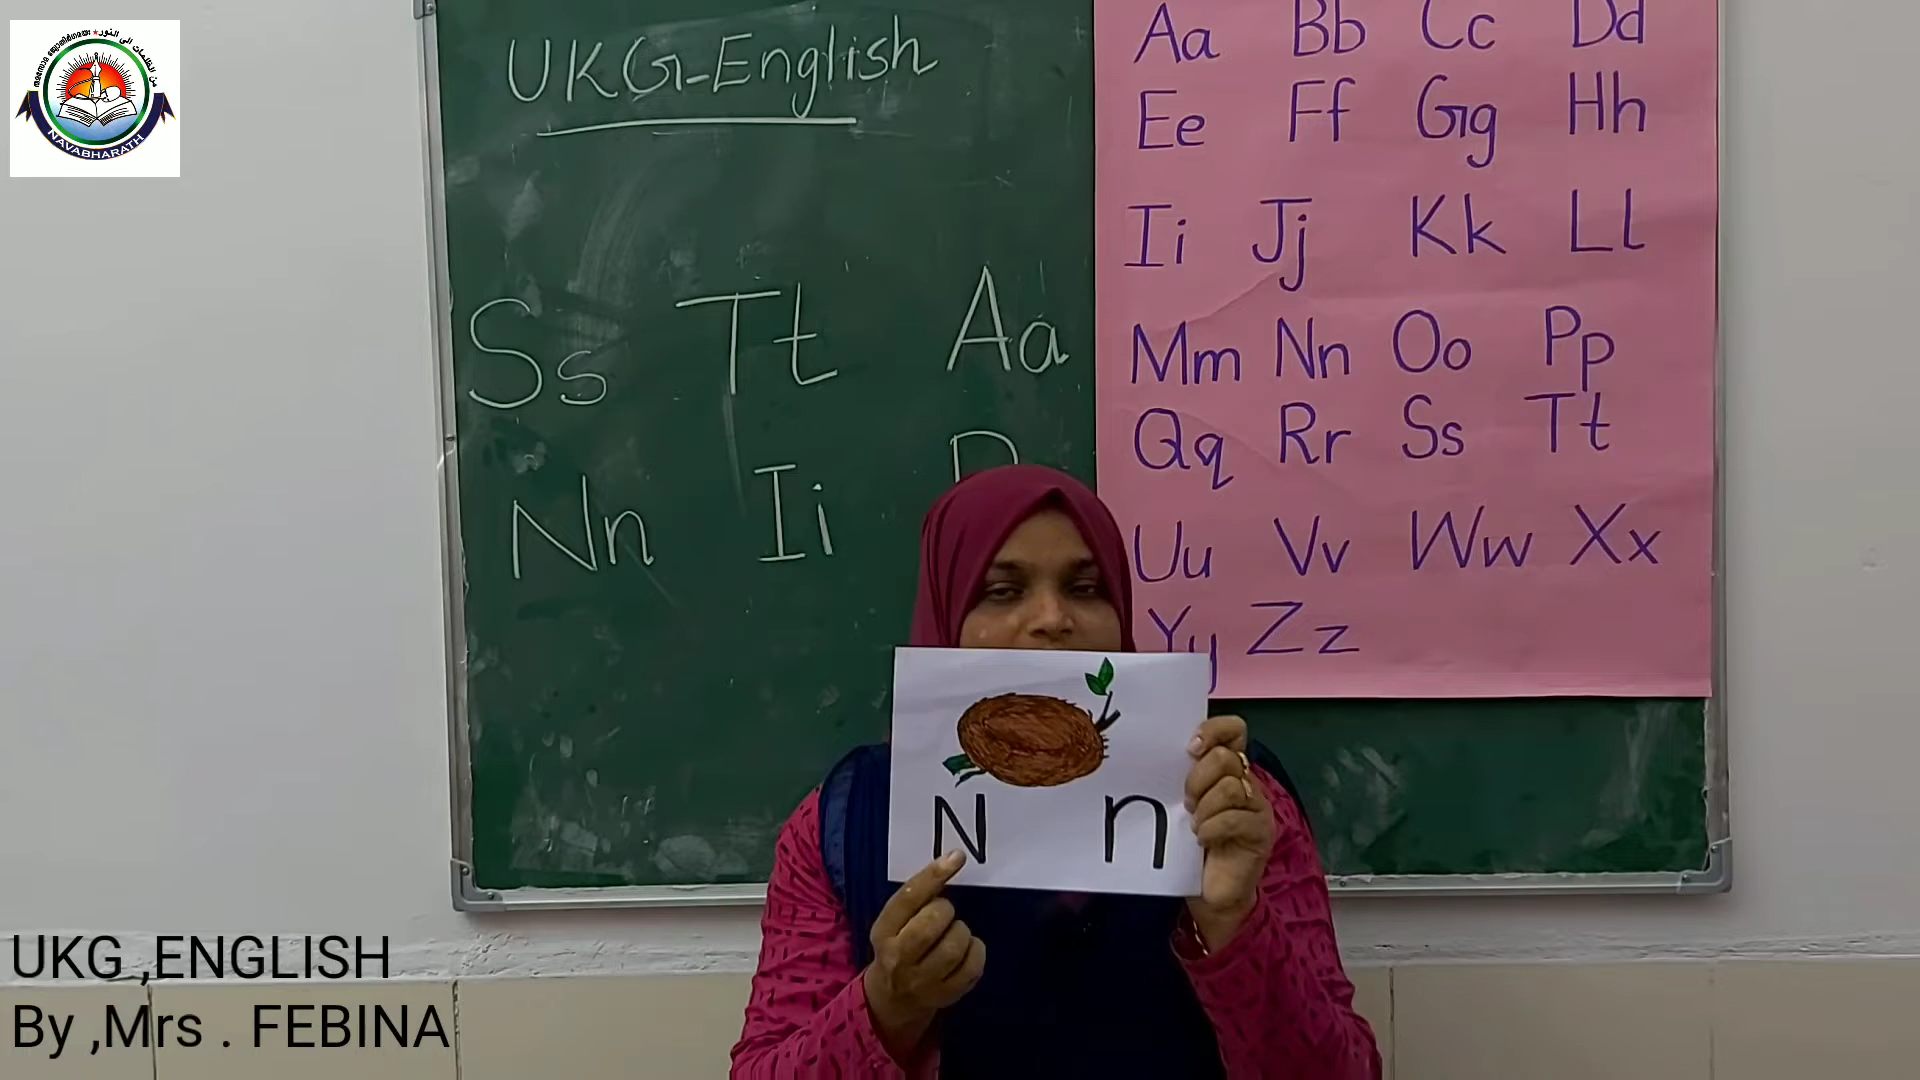 NAVABHARATH
UKG-English
Ss Tt Aa
Nn Ii
Aa Bb Cc Dd
Ee Ff Gg Hh
Ii Jj Kk Ll
Mm Nn Oo Pp
Qq Rr Ss Tt
Uu Vv Ww Xx
Yy Zz
N n
UKG ,ENGLISH
By ,Mrs . FEBINA